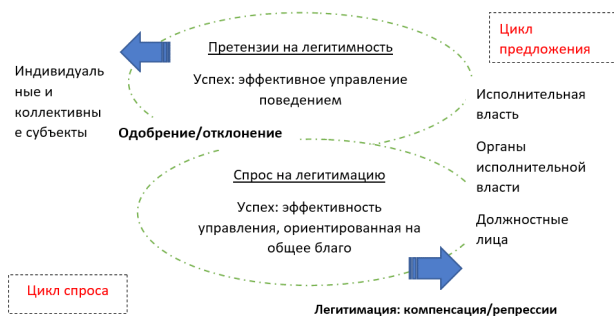 Претензии на легитимность
Успех: эффективное управление
поведением
Цикл
предложения
Индивидуаль
ные и
коллективны
е субъекты
Одобрение/отклонение
Исполнительная
власть
Органы
исполнительной
власти
Должностные
лица
Спрос на легитимацию
Успех: эффективность
управления, ориентированная на
общее благо
Цикл спроса
Легитимация: компенсация/репрессии